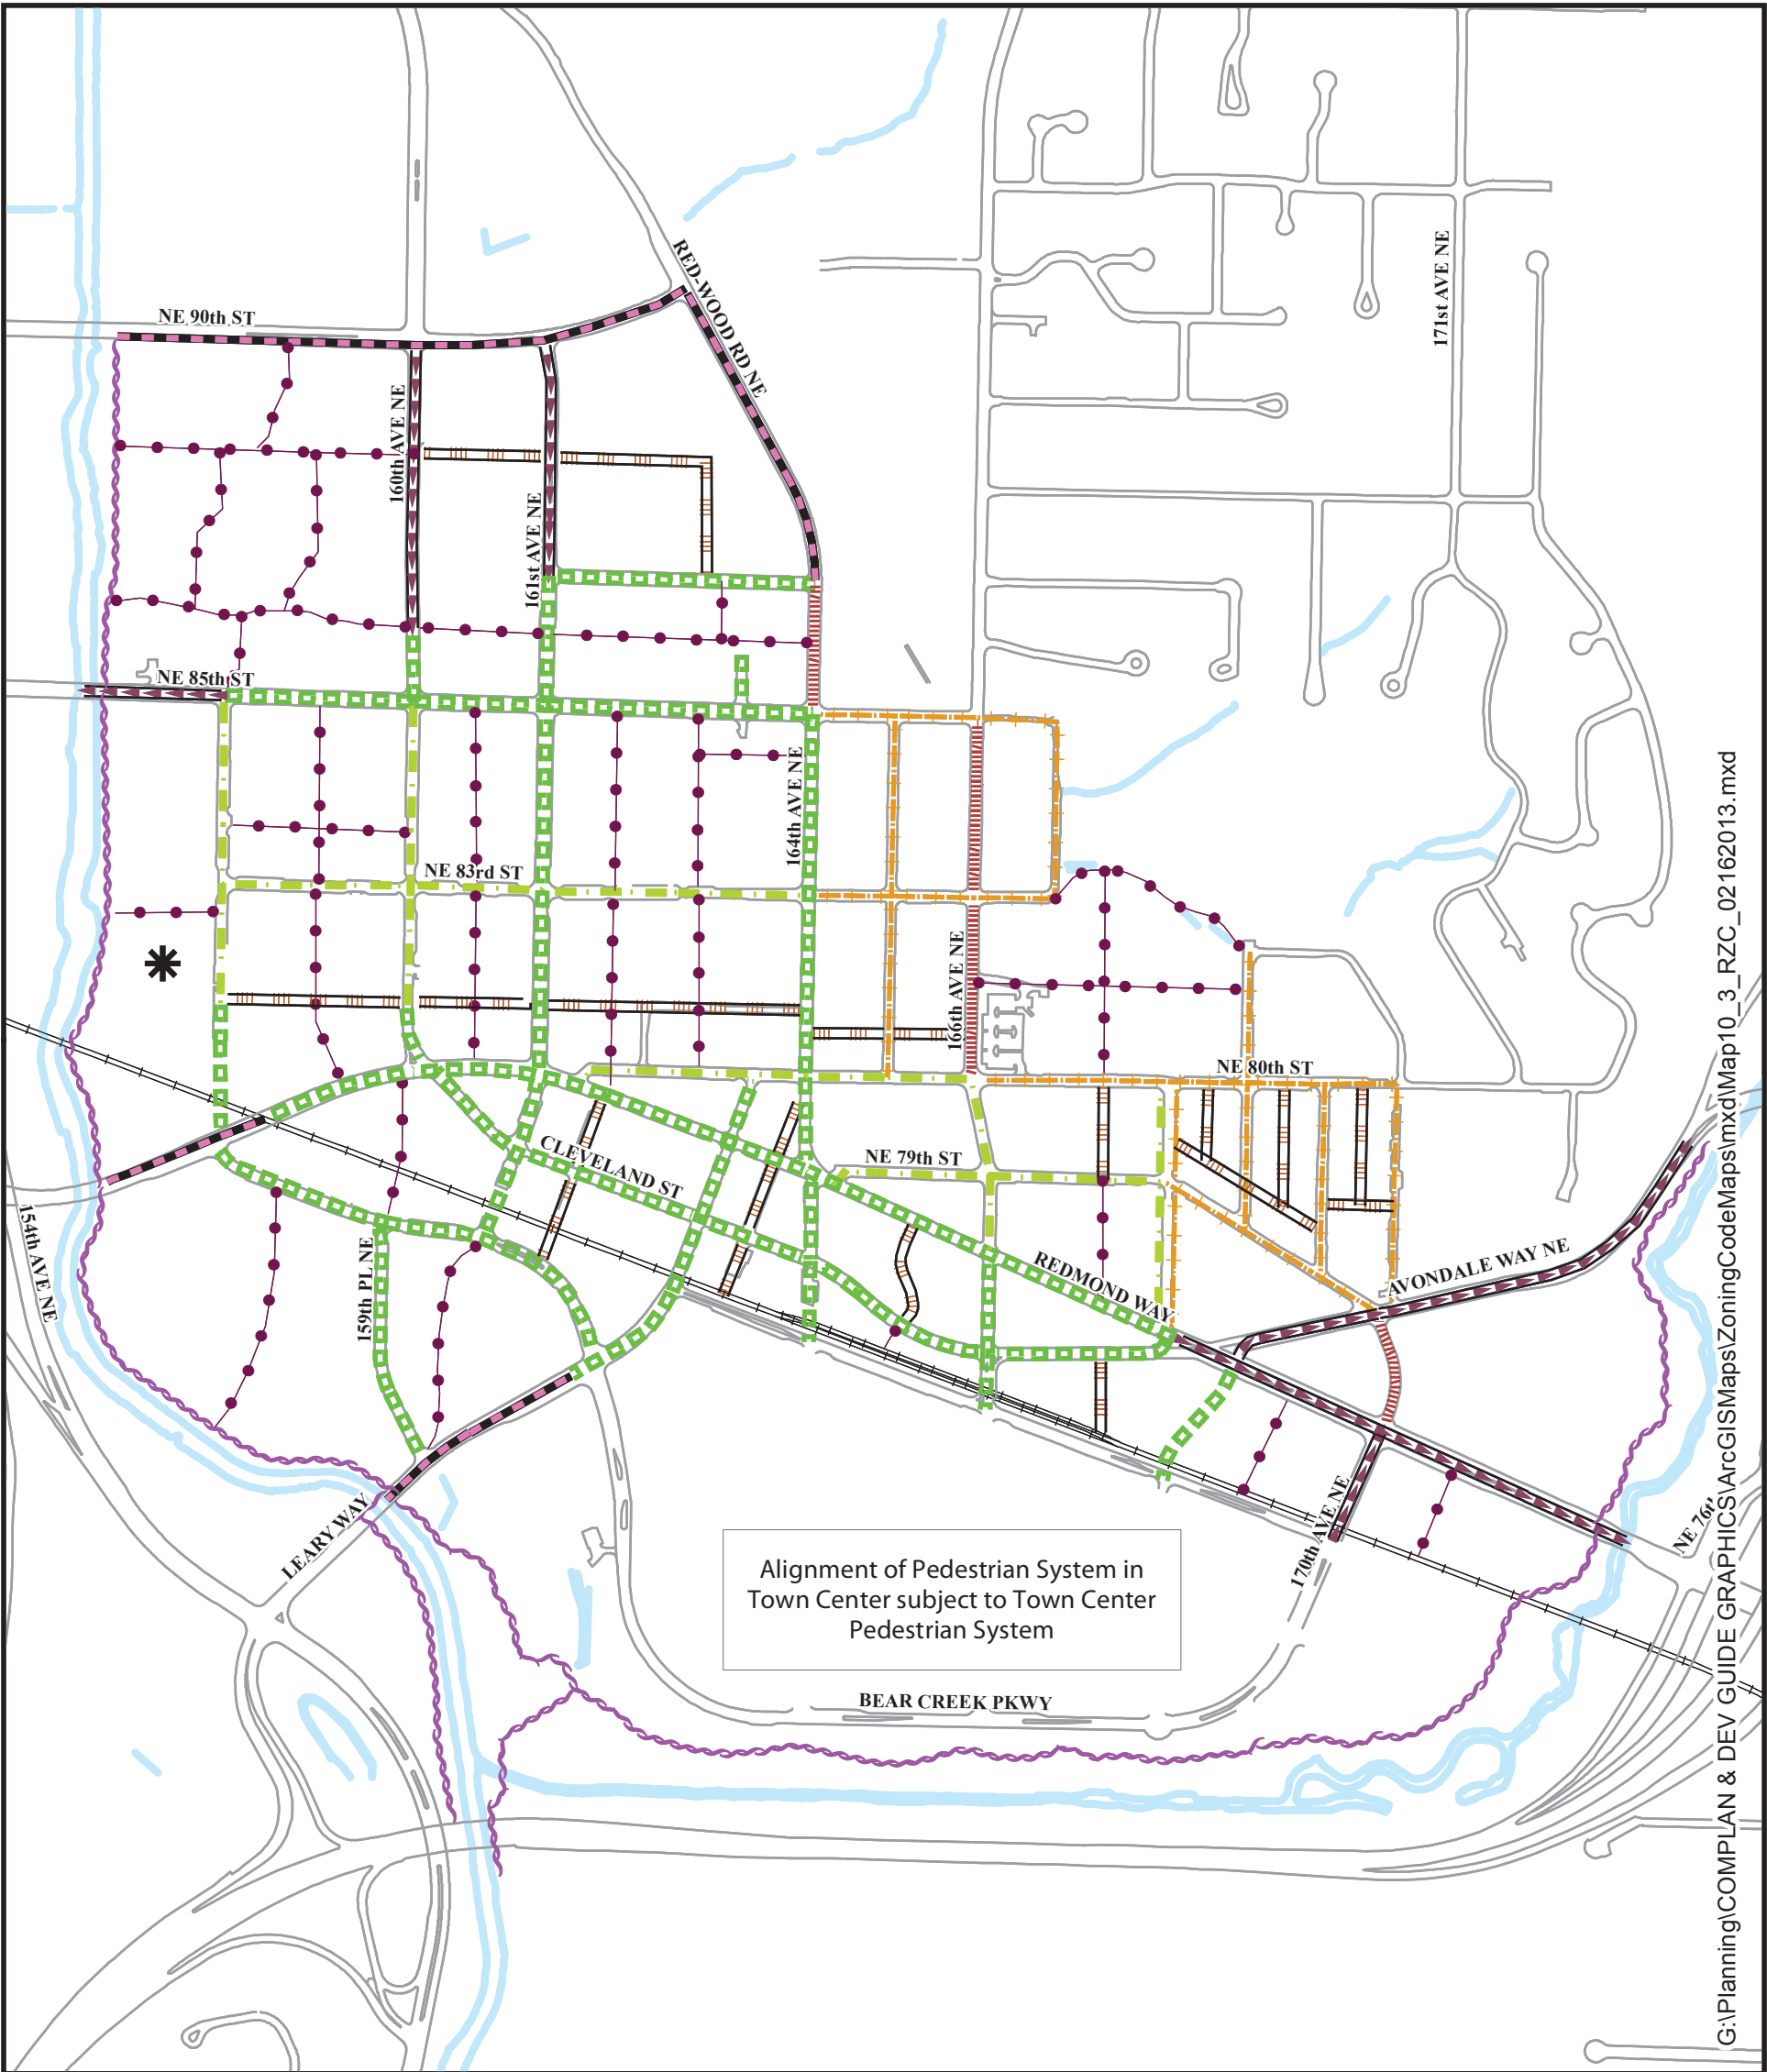 RED-WOOD RD NE
NE 90th ST
171st AVE NE
160th AVE NE
161st AVE NE
NE 85th ST
164th AVE NE
NE 83rd ST
166th AVE NE
NE 80th ST
CLEVELAND ST
NE 79th ST
154th AVE NE
159th PL NE
REDMOND WAY
AVONDALE WAY NE
LEARY WAY
170th AVE NE
NE 76th
Alignment of Pedestrian System in
Town Center subject to Town Center
Pedestrian System
BEAR CREEK PKWY
G:\Planning\COMPLAN & DEV GUIDE GRAPHICS\ArcGISMaps\ZoningCodeMaps\mxd\Map10_3_RZC_02162013.mxd